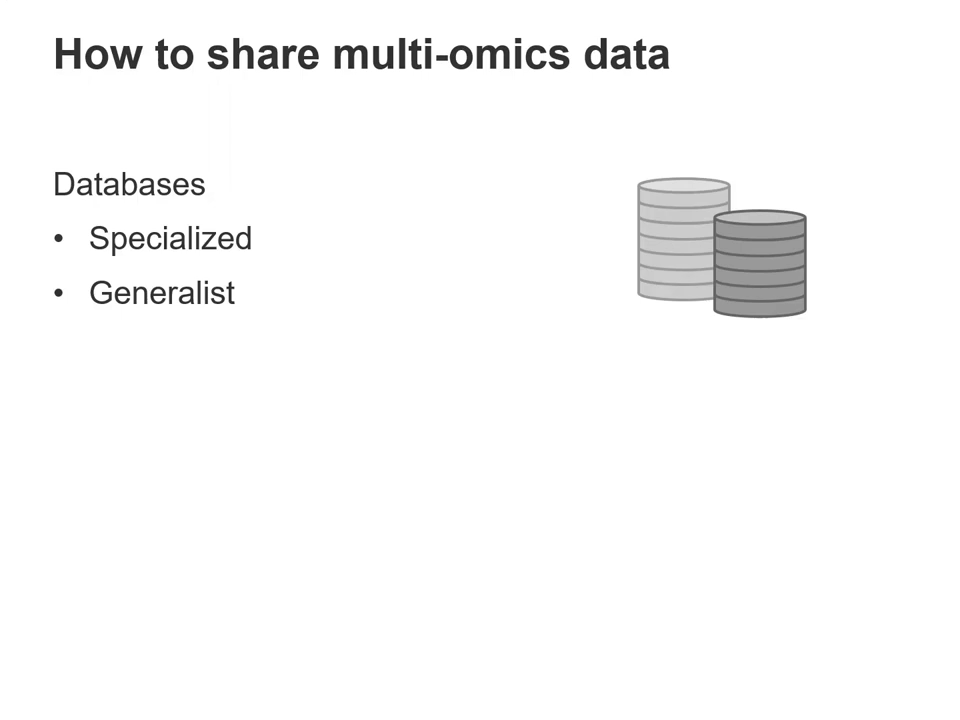 How to share multi-omics data
Databases
• Specialized
• Generalist